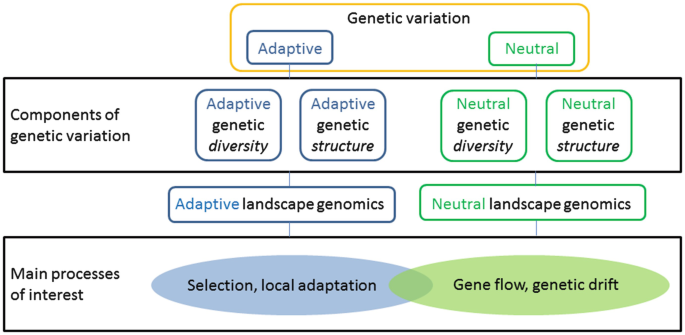 Genetic variation
Adaptive
Neutral
Components of
genetic variation
Adaptive
genetic
diversity
Adaptive
genetic
structure
Neutral
genetic
diversity
Neutral
genetic
structure
Adaptive landscape genomics
Neutral landscape genomics
Main processes
of interest
Selection, local adaptation
Gene flow, genetic drift